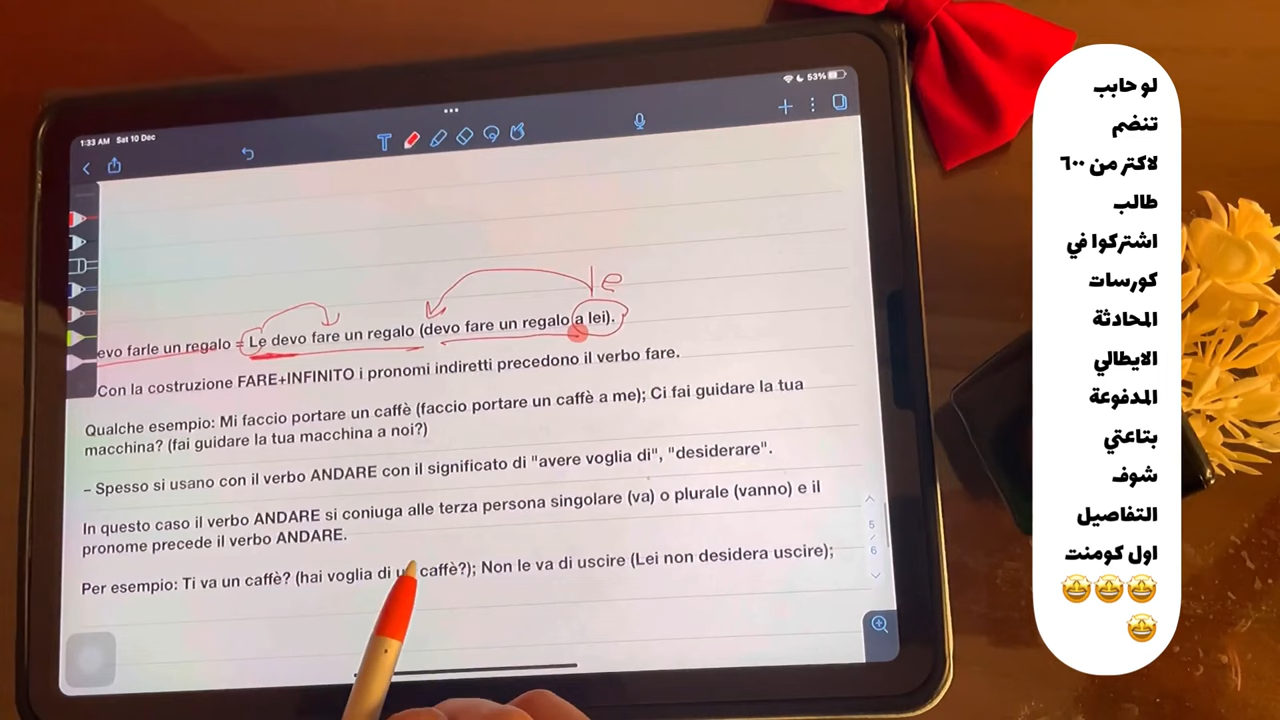 1:33 AM Sat 10 Dec
53%
T
le
evo farle un regalo = Le devo fare un regalo (devo fare un regalo a lei).
Con la costruzione FARE+INFINITO i pronomi indiretti precedono il verbo fare.
Qualche esempio: Mi faccio portare un caffè (faccio portare un caffè a me); Ci fai guidare la tua
macchina? (fai guidare la tua macchina a noi?)
– Spesso si usano con il verbo ANDARE con il significato di "avere voglia di", "desiderare".
In questo caso il verbo ANDARE si coniuga alle terza persona singolare (va) o plurale (vanno) e il
pronome precede il verbo ANDARE.
Per esempio: Ti va un caffè? (hai voglia di un caffè?); Non le va di uscire (Lei non desidera uscire);
5
/
6
لو حابب
تنضم
لاكتر من ٦٠٠
طالب
اشتركوا في
كورسات
المحادثة
الايطالي
المدفوعة
بتاعتي
شوف
التفاصيل
اول كومنت
🤩🤩🤩
🤩